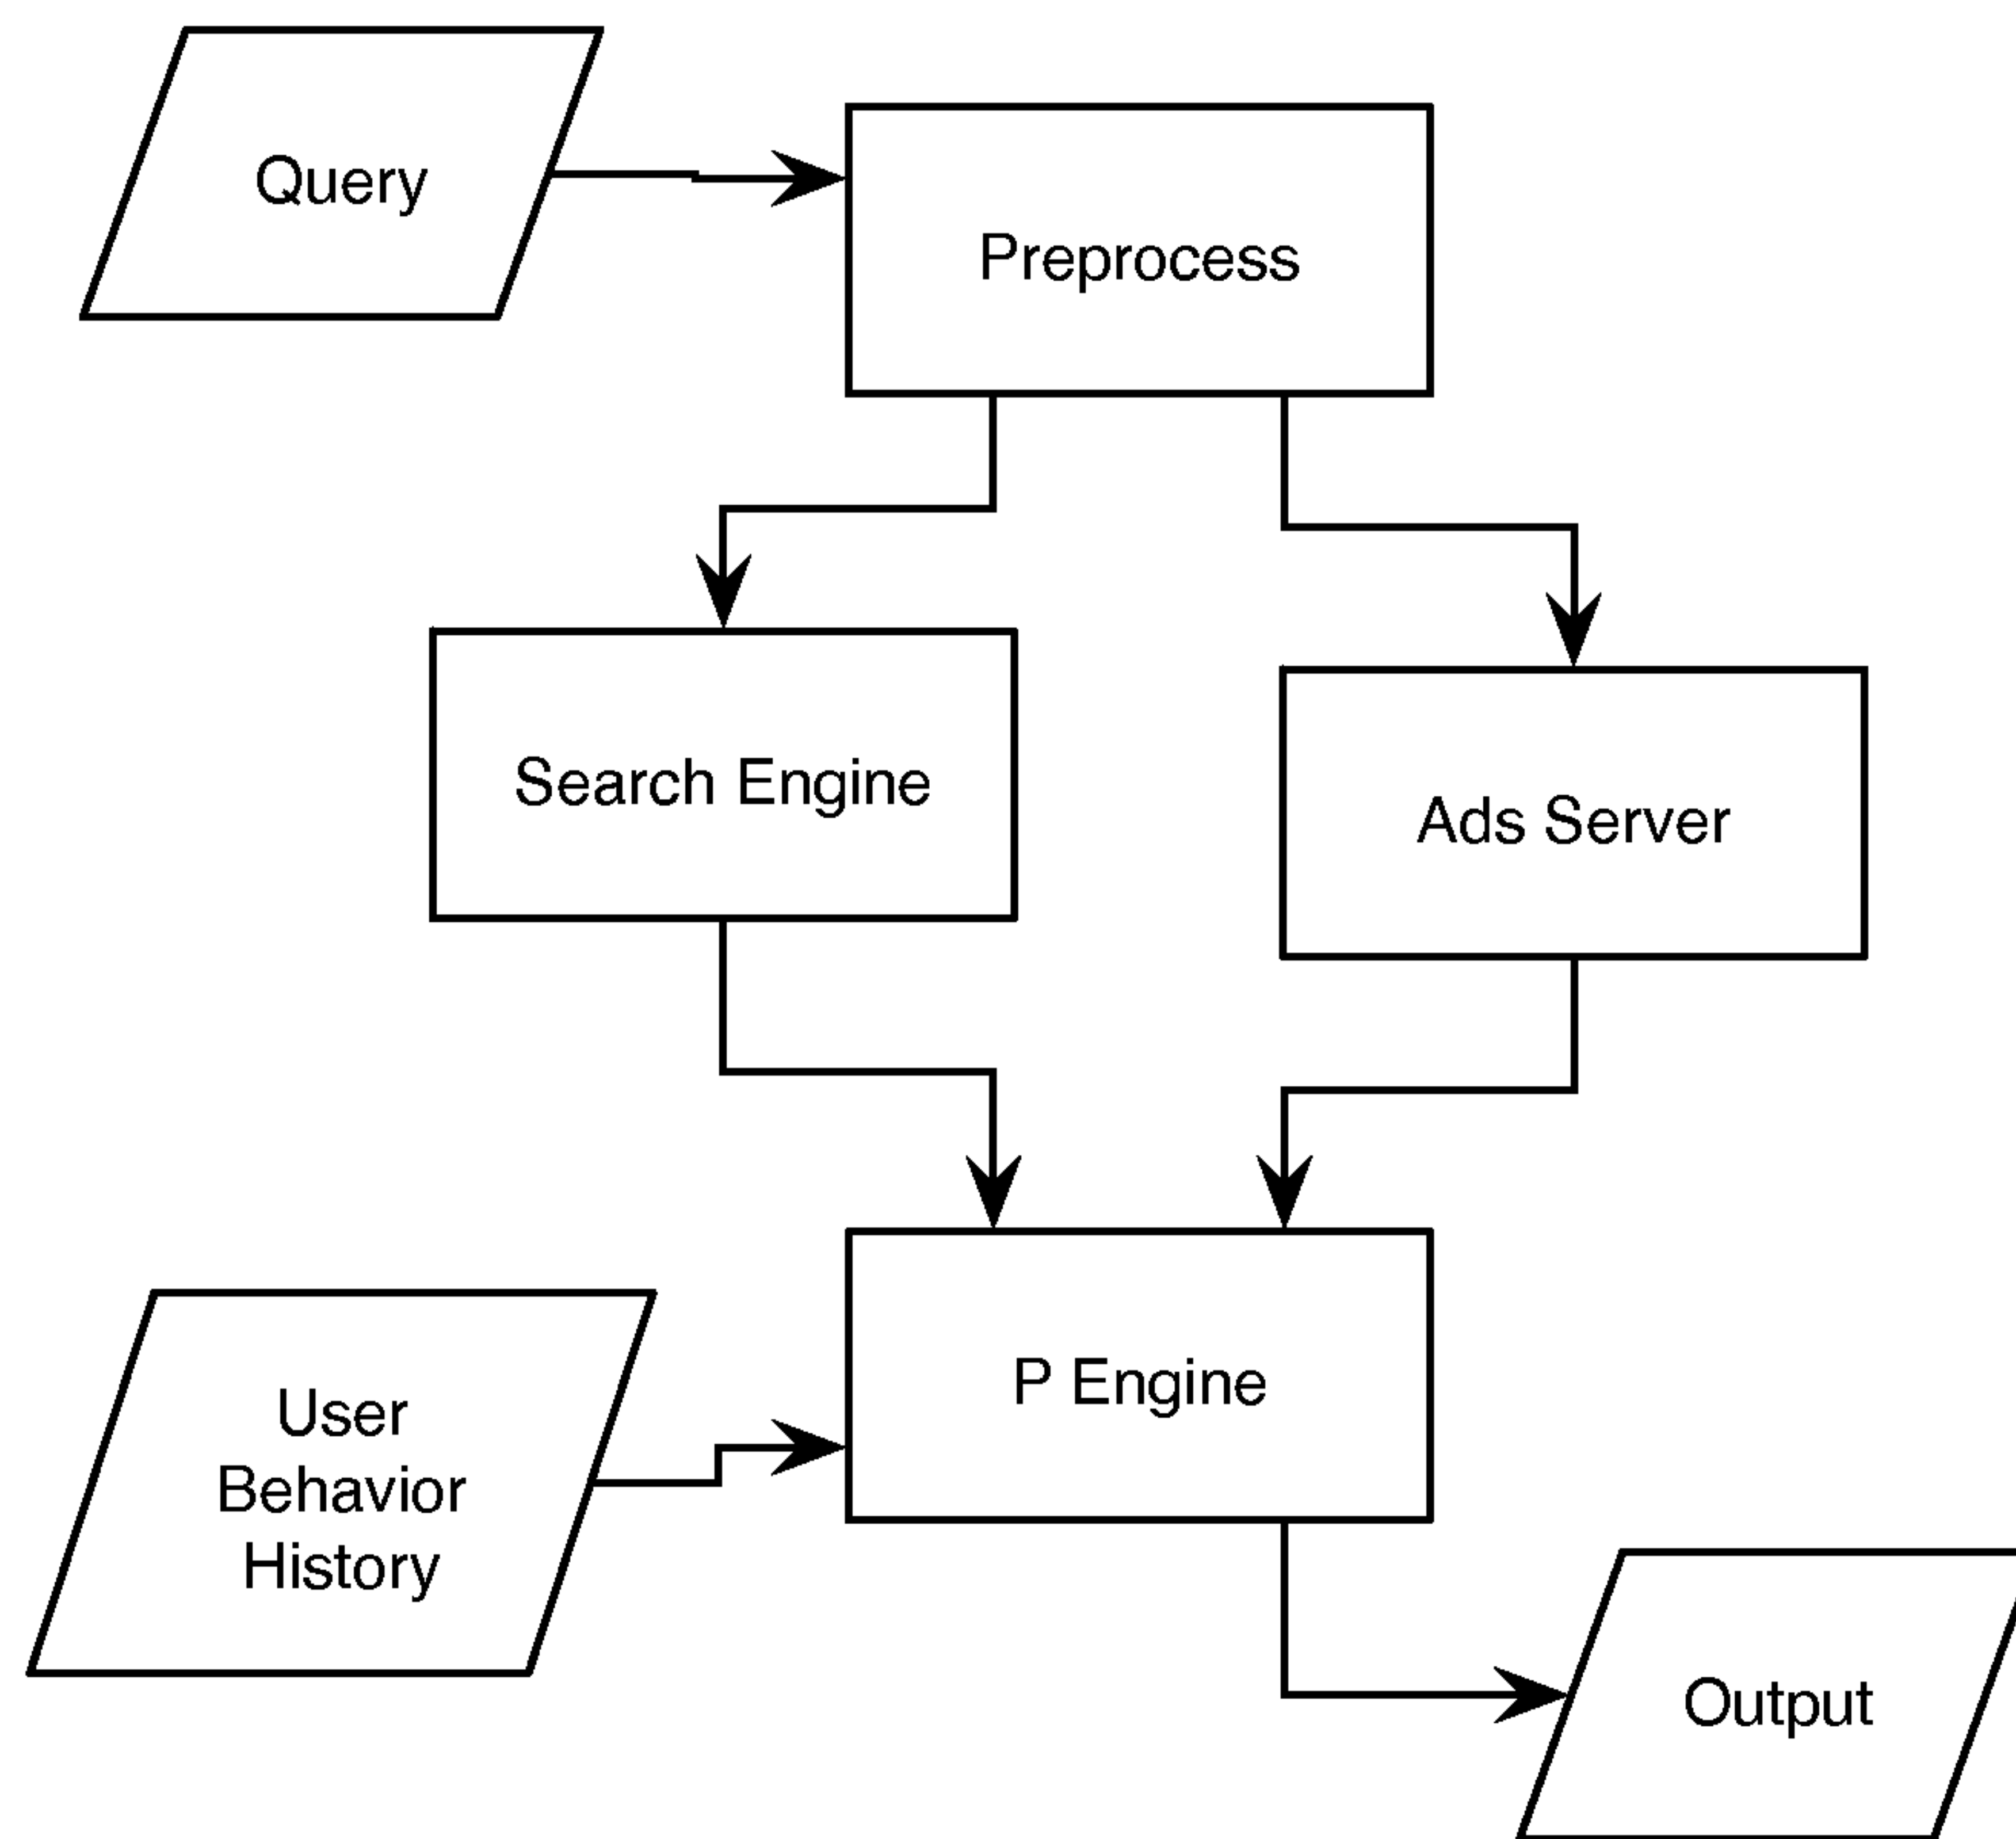 Query
Preprocess
Search Engine
Ads Server
P Engine
User
Behavior
History
Output